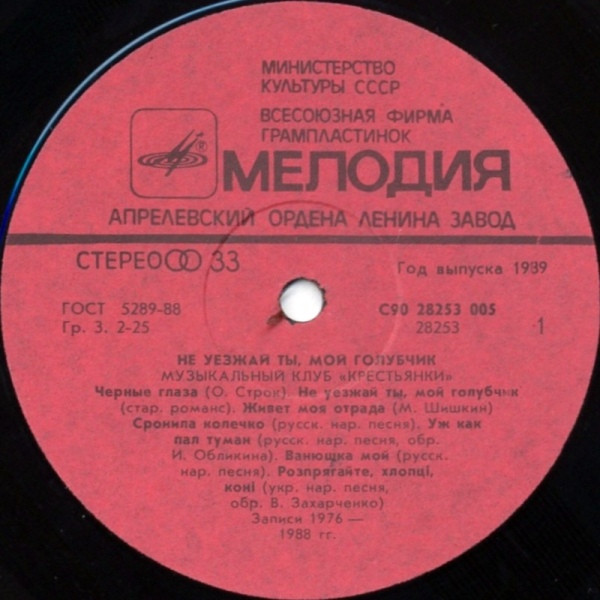 МИНИСТЕРСТВО
КУЛЬТУРЫ СССР
ВСЕСОЮЗНАЯ ФИРМА
ГРАМПЛАСТИНОК
®
МЕЛОДИЯ
АПРЕЛЕВСКИЙ ОРДЕНА ЛЕНИНА ЗАВОД
СТЕРЕО 33
Год выпуска 1989
ГОСТ 5289-88
Гр. 3. 2-25
С90 28253 005
28253 1
НЕ УЕЗЖАЙ ТЫ, МОЙ ГОЛУБЧИК
МУЗЫКАЛЬНЫЙ КЛУБ «КРЕСТЬЯНКИ»
Черные глаза (О. Строк). Не уезжай ты, мой голубчик
(стар. романс). Живет моя отрада (М. Шишкин)
Сронила колечко (русск. нар. песня). Уж как
пал туман (русск. нар. песня, обр.
И. Обликина). Ванюшка мой (русск.
нар. песня). Розпрягайте, хлопці,
коні (укр. нар. песня,
обр. В. Захарченко)
Записи 1976 —
1988 гг.